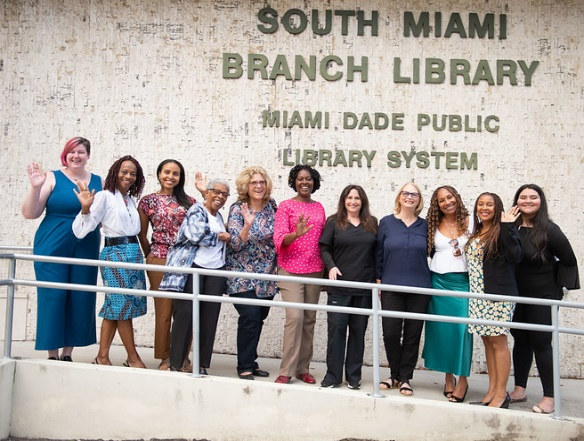 SOUTH MIAMI
BRANCH LIBRARY
MIAMI DADE PUBLIC
LIBRARY SYSTEM